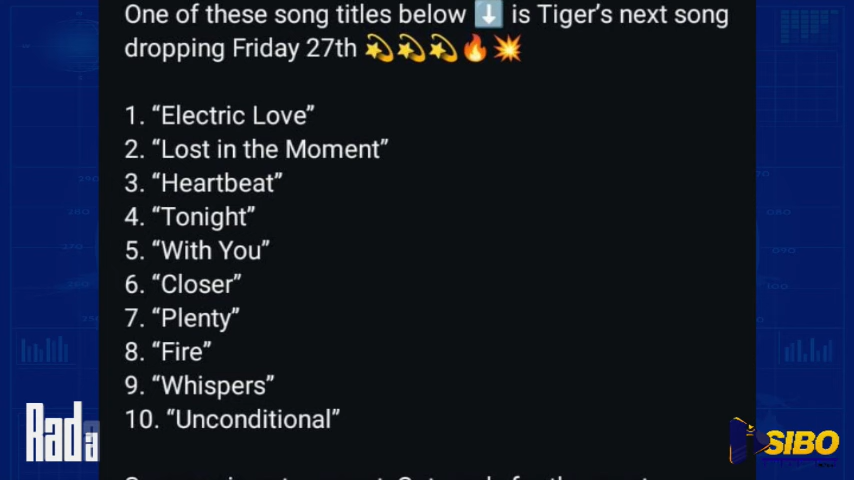 One of these song titles below ⬇️ is Tiger's next song
dropping Friday 27th 💫💫💫🔥💥
1. “Electric Love”
2. “Lost in the Moment”
3. “Heartbeat”
4. “Tonight”
5. “With You”
6. “Closer”
7. “Plenty”
8. “Fire”
9. “Whispers”
10. “Unconditional”
Rada
SIBO